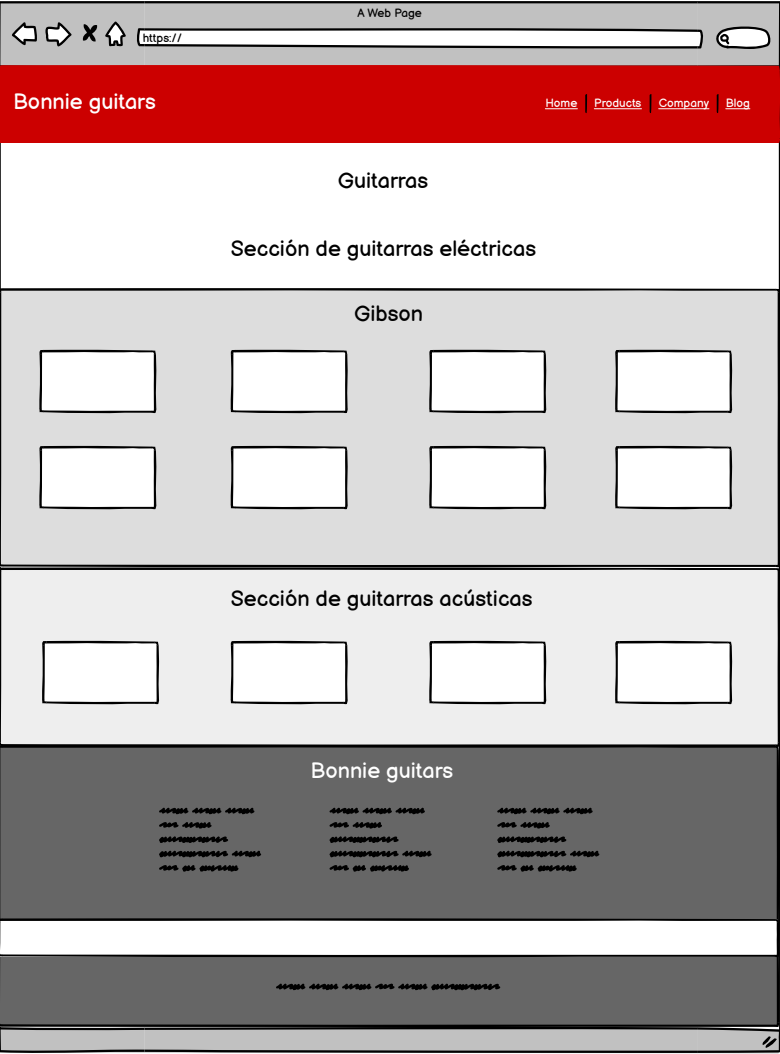 A Web Page
https://
Bonnie guitars
Home
Products
Company
Blog
Guitarras
Sección de guitarras eléctricas
Gibson
Sección de guitarras acústicas
Bonnie guitars